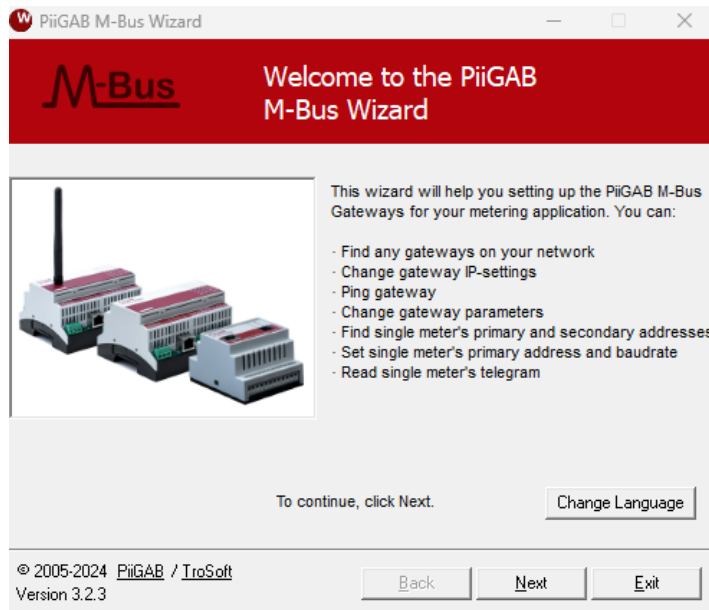 PiiGAB M-Bus Wizard
M-Bus
Welcome to the PiiGAB
M-Bus Wizard
This wizard will help you setting up the PiiGAB M-Bus
Gateways for your metering application. You can:
· Find any gateways on your network
· Change gateway IP-settings
· Ping gateway
· Change gateway parameters
· Find single meter's primary and secondary addresses
· Set single meter's primary address and baudrate
· Read single meter's telegram
To continue, click Next.
Change Language
© 2005-2024 PiiGAB / TroSoft
Version 3.2.3
Back
Next
Exit